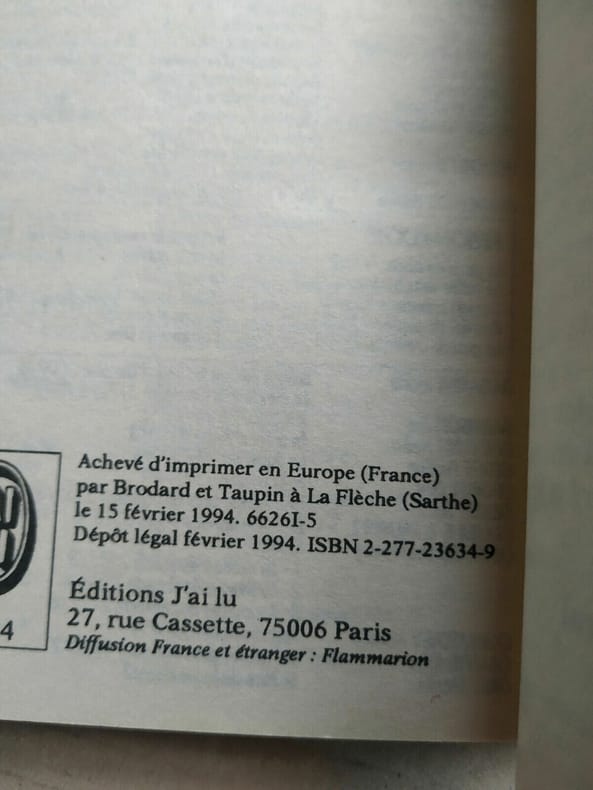 Achevé d'imprimer en Europe (France)
par Brodard et Taupin à La Flèche (Sarthe)
le 15 février 1994. 6626I-5
Dépôt légal février 1994. ISBN 2-277-23634-9
Éditions J'ai lu
27, rue Cassette, 75006 Paris
Diffusion France et étranger : Flammarion
4